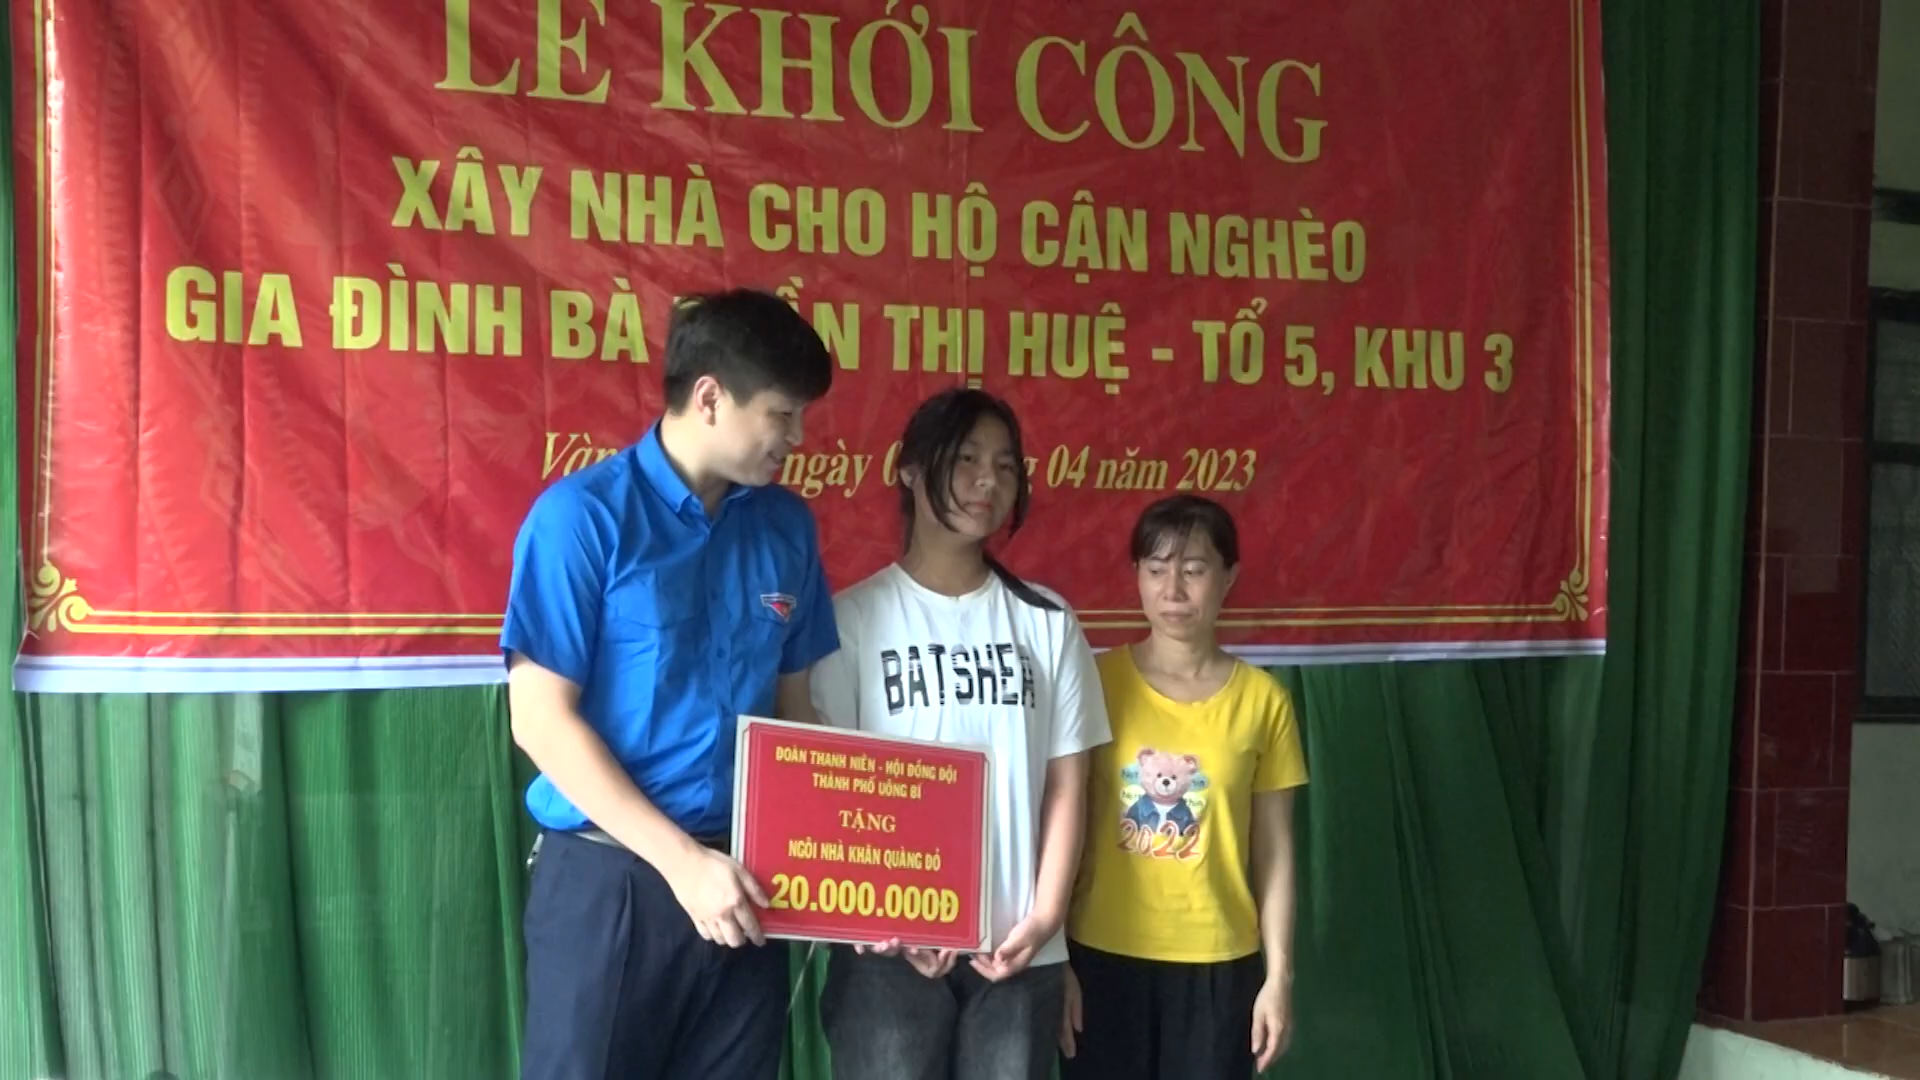 LỄ KHỞI CÔNG
XÂY NHÀ CHO HỘ CẬN NGHÈO
GIA ĐÌNH BÀ THỊ HUỆ - TỔ 5, KHU 3
ngày 04 năm 2023
BATSHEA
ĐOÀN THANH NIÊN - HỘI ĐỒNG ĐỘI
THÀNH PHỐ UÔNG BÍ
TẶNG
NGÔI NHÀ KHĂN QUÀNG ĐỎ
20.000.000Đ
2022